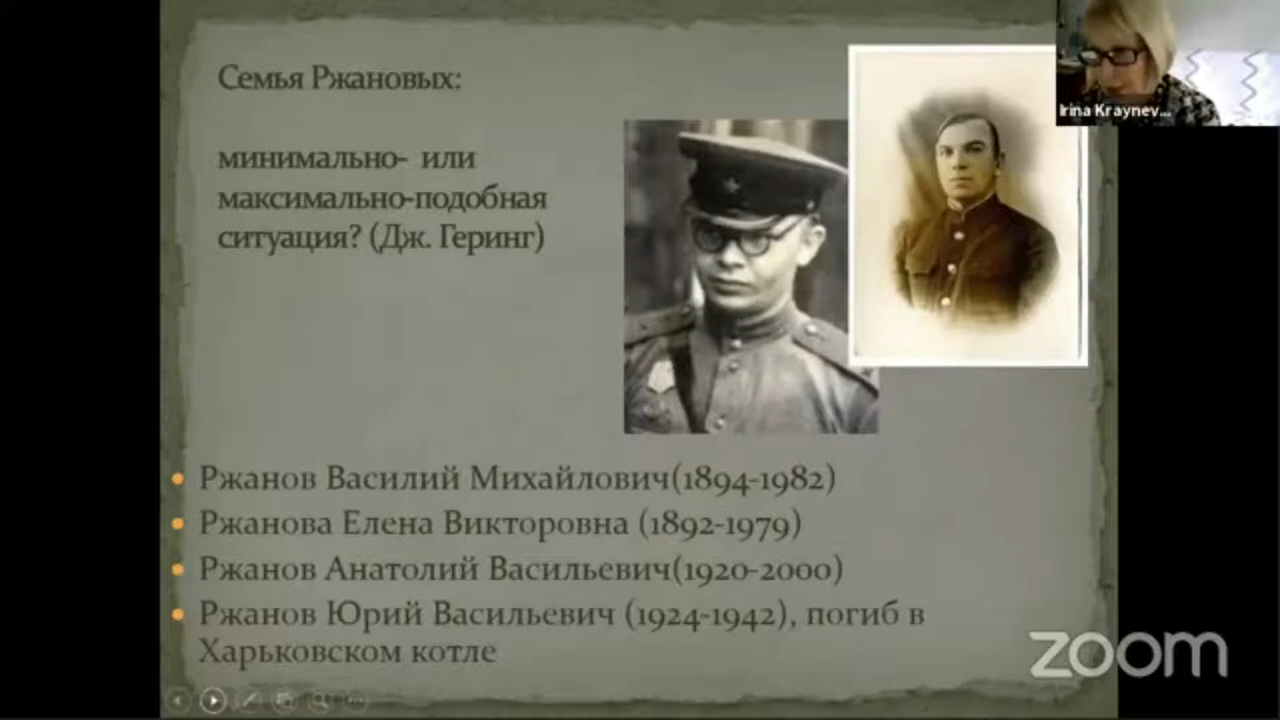 Семья Ржановых:
минимально- или
максимально-подобная
ситуация? (Дж. Геринг)
Irina Kraynev...
Ржанов Василий Михайлович(1894-1982)
Ржанова Елена Викторовна (1892-1979)
Ржанов Анатолий Васильевич(1920-2000)
Ржанов Юрий Васильевич (1924-1942), погиб в
Харьковском котле
zoom